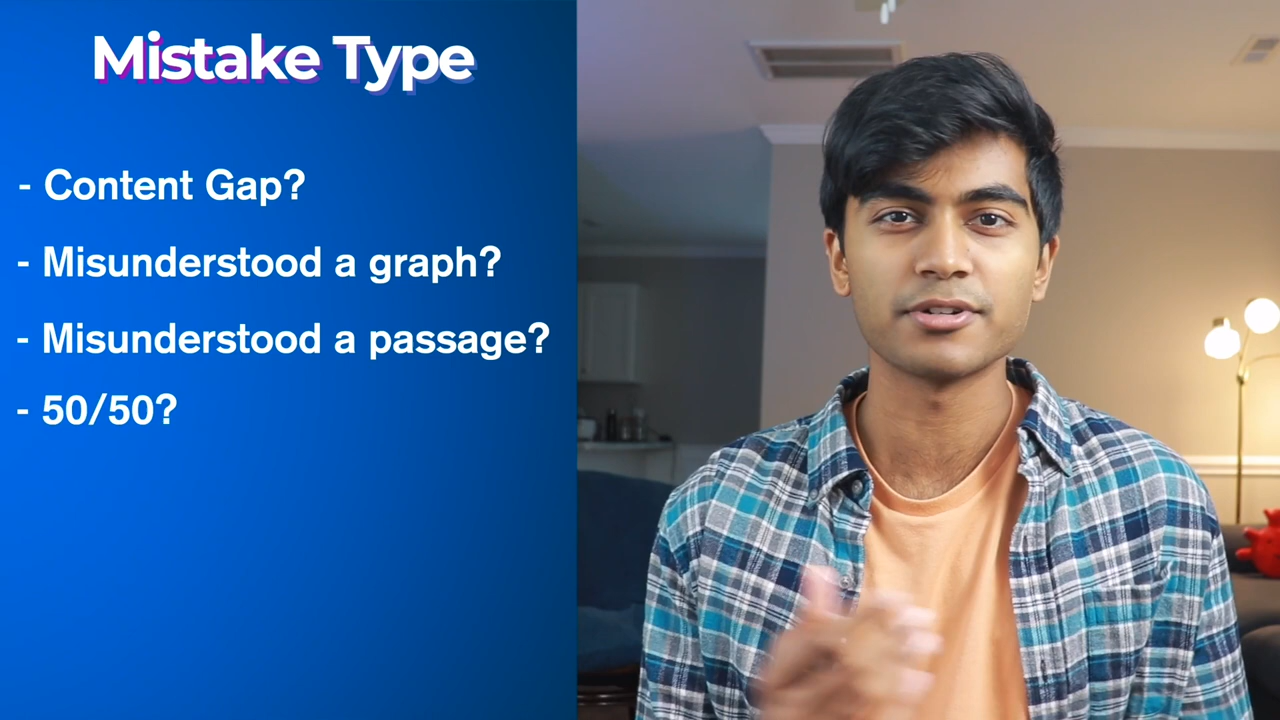 Mistake Type
- Content Gap?
- Misunderstood a graph?
- Misunderstood a passage?
- 50/50?